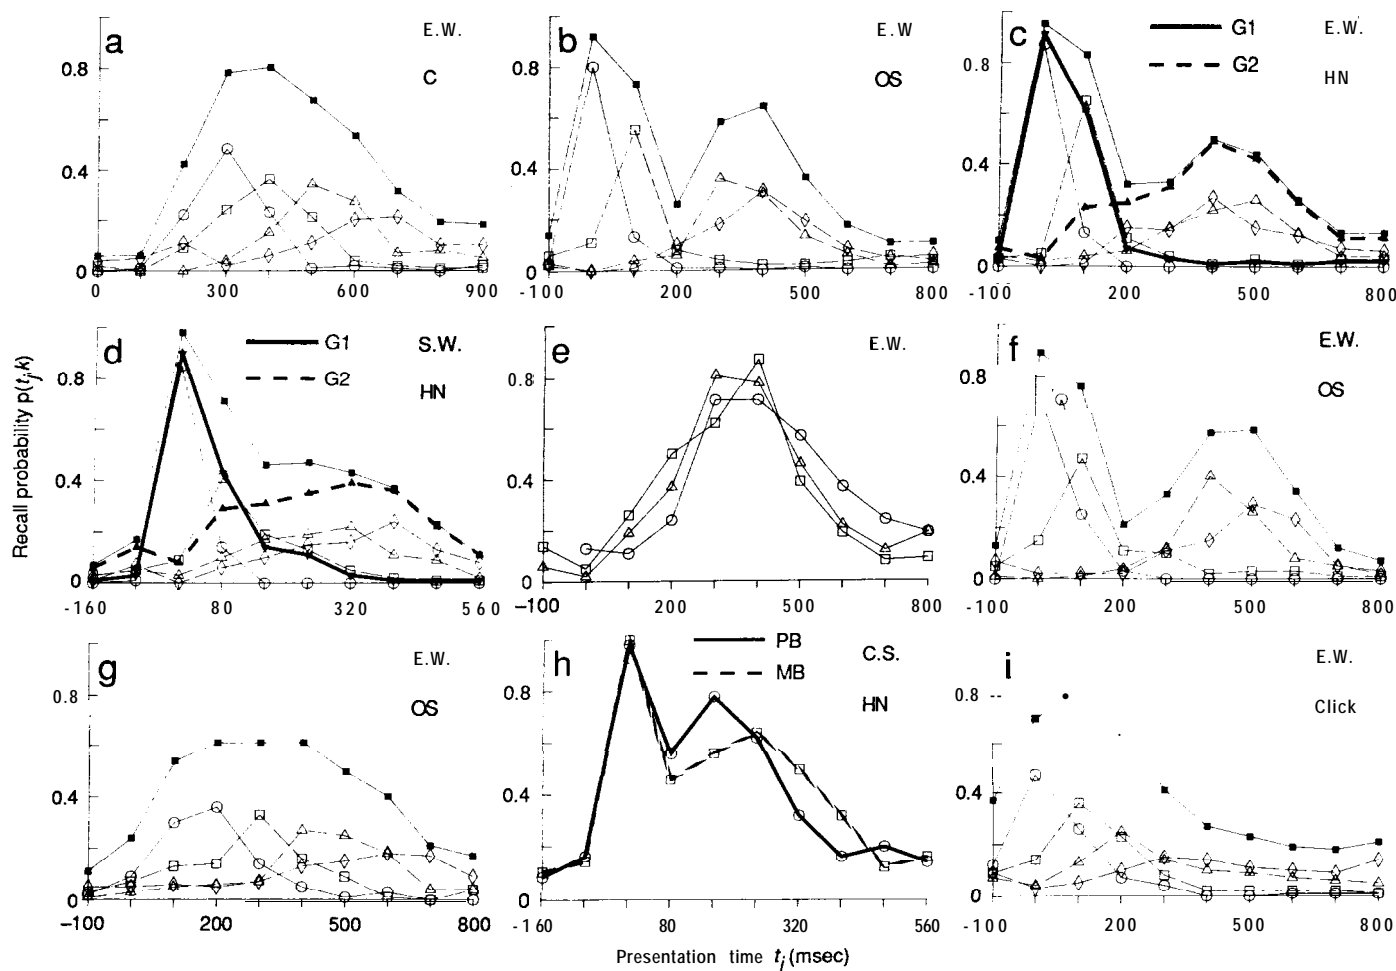 a
E.W.
C
0.8
0.4
0
0
300
600
900
b
E.W
OS
0.8
0.4
0
-100
200
500
800
c
G1
G2
E.W.
HN
0.8
0.4
0
-100
200
500
800
Recall probability p(tj,k)
d
G1
G2
S.W.
HN
0.8
0.4
0
-160
80
320
560
e
E.W.
0.8
0.4
0
-100
200
500
800
f
E.W.
OS
0.8
0.4
0
-100
200
500
800
g
E.W.
OS
0.8
0.4
0
-100
200
500
800
h
PB
MB
C.S.
HN
0.8
0.4
0
-160
80
320
560
i
E.W.
Click
0.8
0.4
0
-100
200
500
800
Presentation time tj (msec)